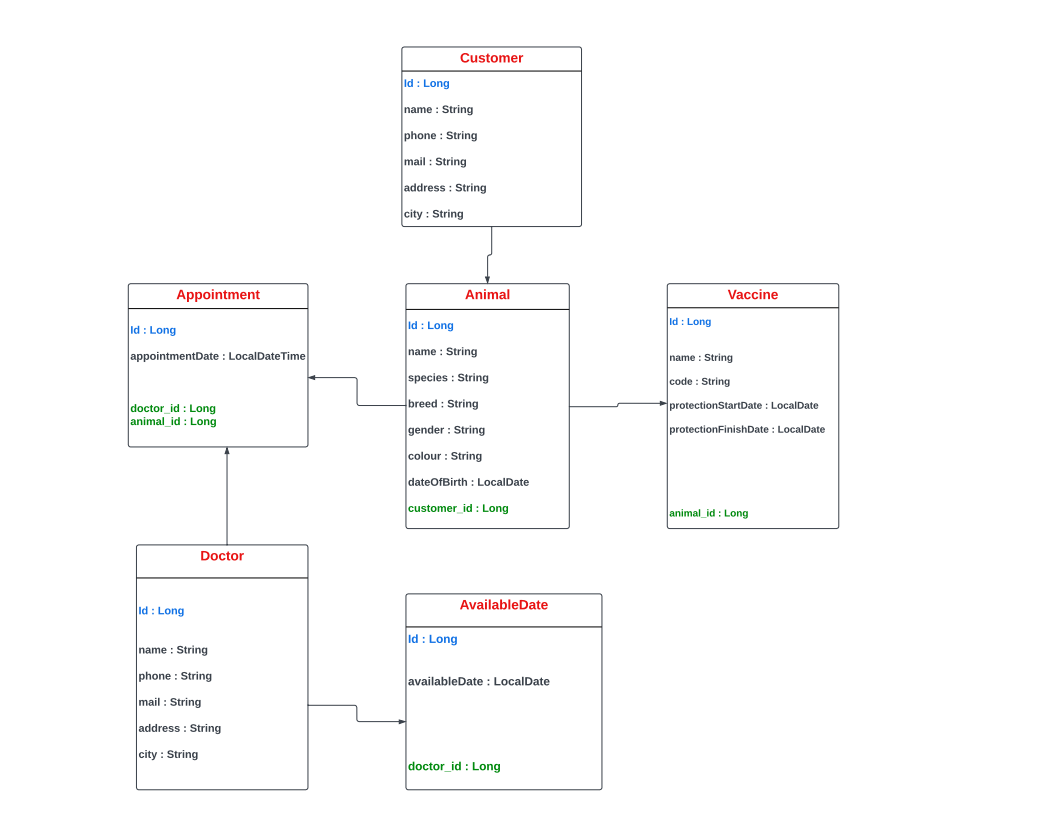 Customer
Id : Long
name : String
phone : String
mail : String
address : String
city : String
Appointment
Id : Long
appointmentDate : LocalDateTime
doctor_id : Long
animal_id : Long
Animal
Id : Long
name : String
species : String
breed : String
gender : String
colour : String
dateOfBirth : LocalDate
customer_id : Long
Vaccine
Id : Long
name : String
code : String
protectionStartDate : LocalDate
protectionFinishDate : LocalDate
animal_id : Long
Doctor
Id : Long
name : String
phone : String
mail : String
address : String
city : String
AvailableDate
Id : Long
availableDate : LocalDate
doctor_id : Long